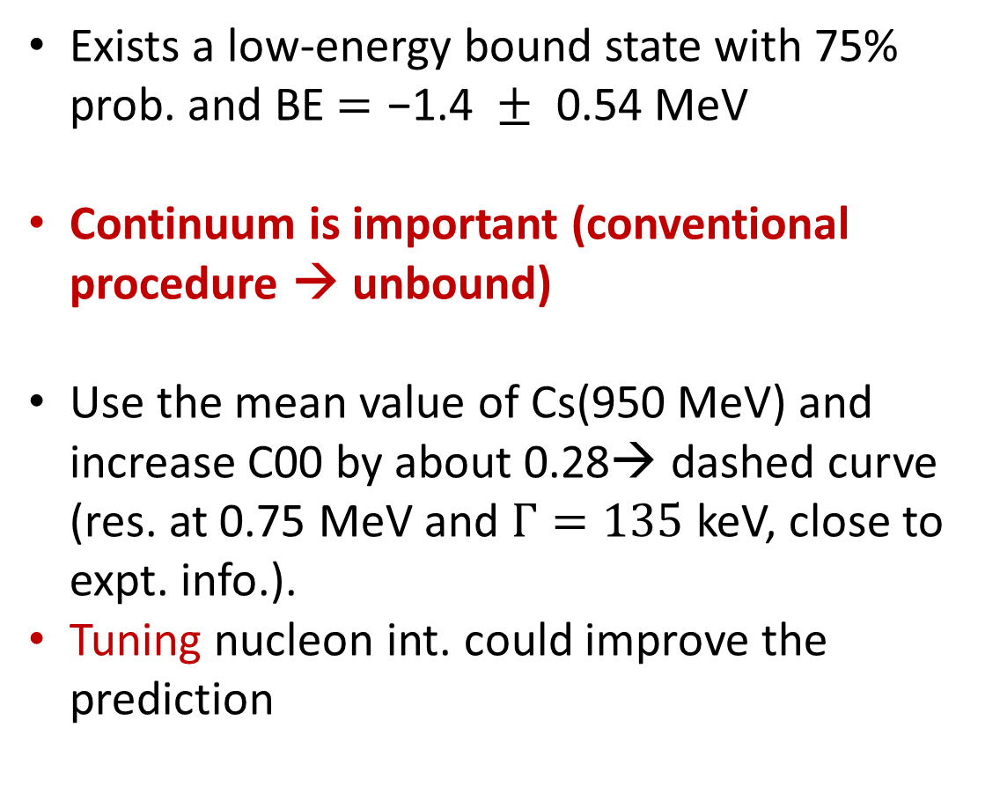 • Exists a low-energy bound state with 75%
prob. and BE = −1.4 ± 0.54 MeV
• Continuum is important (conventional
procedure → unbound)
• Use the mean value of Cs(950 MeV) and
increase C00 by about 0.28→ dashed curve
(res. at 0.75 MeV and Γ = 135 keV, close to
expt. info.).
• Tuning nucleon int. could improve the
prediction